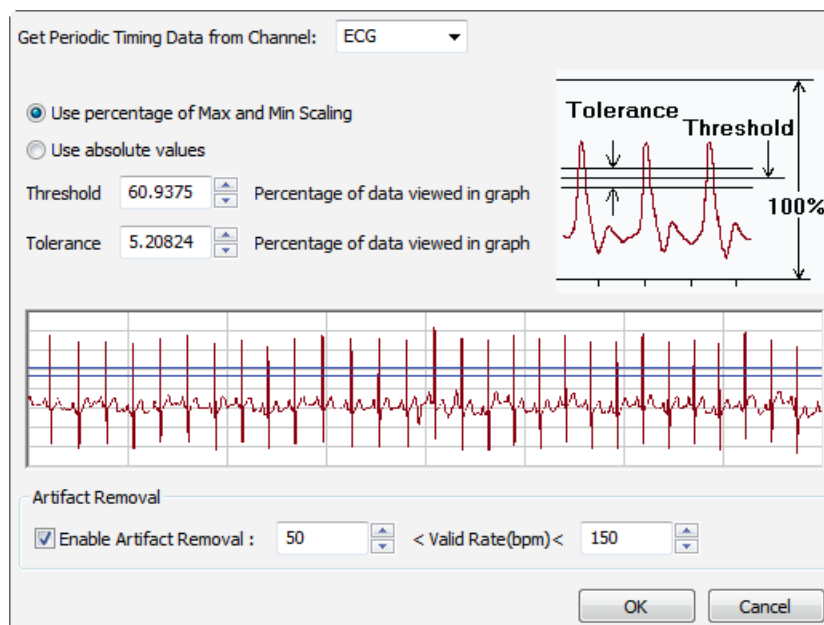 Get Periodic Timing Data from Channel: ECG
Use percentage of Max and Min Scaling
Use absolute values
Threshold 60.9375 Percentage of data viewed in graph
Tolerance 5.20824 Percentage of data viewed in graph
Tolerance
Threshold
100%
Artifact Removal
Enable Artifact Removal : 50 < Valid Rate(bpm)< 150
OK Cancel